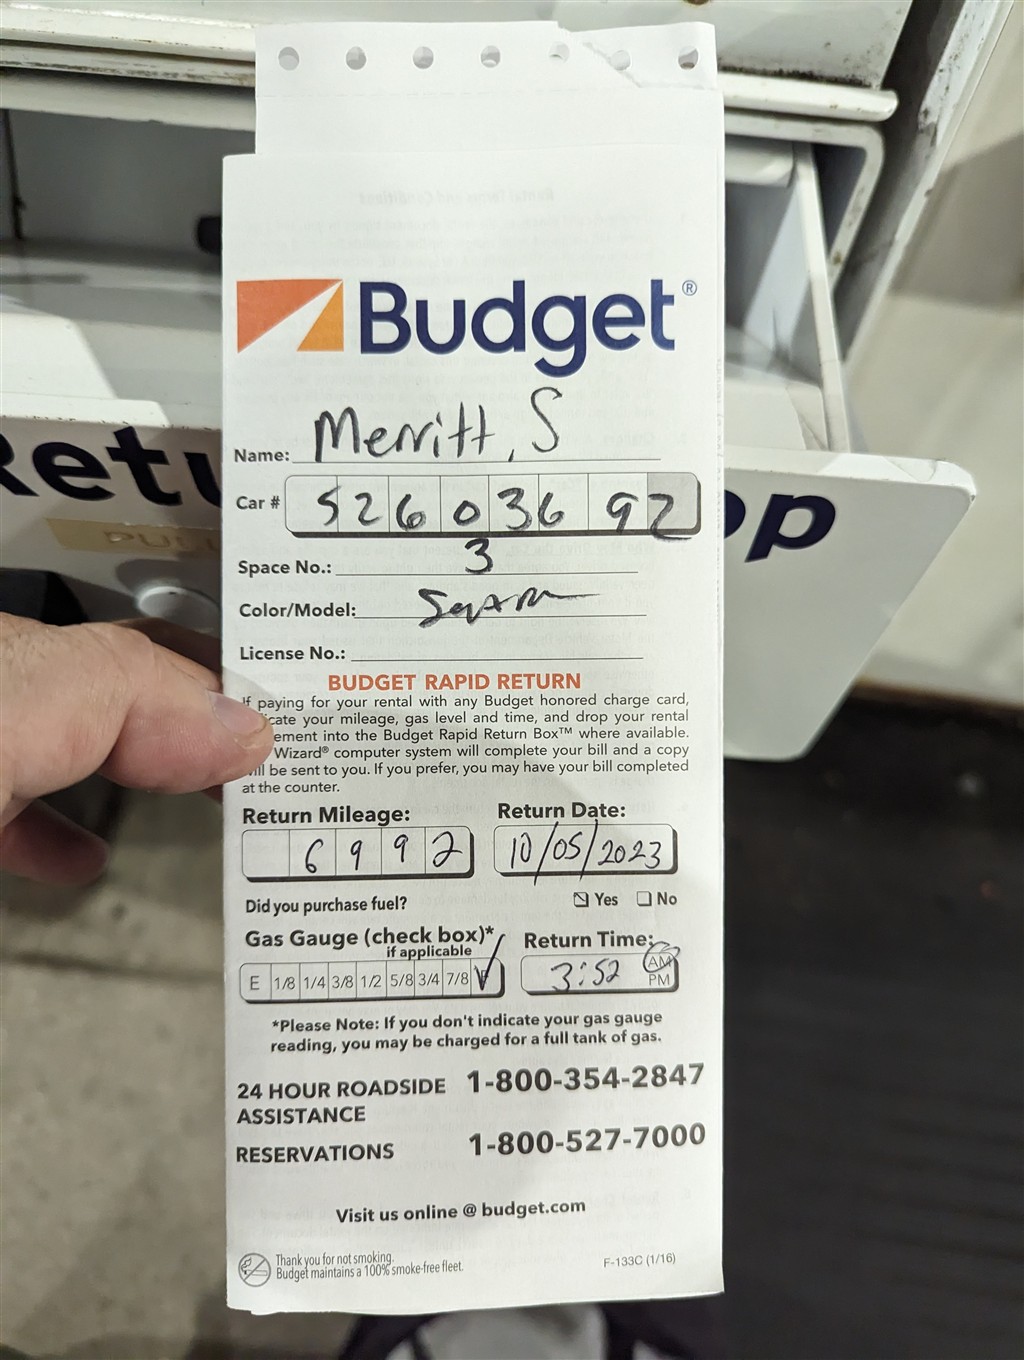 Budget®
Name: Merritt, S
Car # 526 036 92
Space No.: 3
Color/Model:
License No.:
BUDGET RAPID RETURN
If paying for your rental with any Budget honored charge card,
icate your mileage, gas level and time, and drop your rental
ement into the Budget Rapid Return Box™ where available.
Wizard® computer system will complete your bill and a copy
will be sent to you. If you prefer, you may have your bill completed
at the counter.
Return Mileage: Return Date:
6992 10/05/2023
Did you purchase fuel? Yes No
Gas Gauge (check box)* Return Time:
if applicable
E 1/8 1/4 3/8 1/2 5/8 3/4 7/8 3:52 AM
PM
*Please Note: If you don't indicate your gas gauge
reading, you may be charged for a full tank of gas.
24 HOUR ROADSIDE 1-800-354-2847
ASSISTANCE
RESERVATIONS 1-800-527-7000
Visit us online @ budget.com
Thank you for not smoking.
Budget maintains a 100% smoke-free fleet.
F-133C (1/16)
Retu op